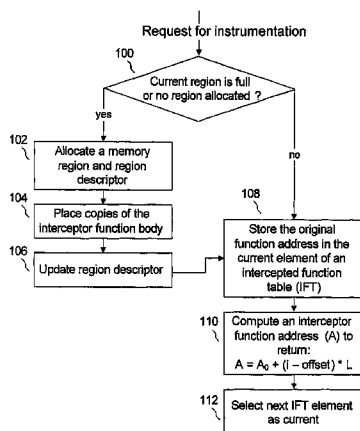 Request for instrumentation
100
Current region is full
or no region allocated ?
yes
no
102
Allocate a memory
region and region
descriptor
104
Place copies of the
interceptor function body
106
Update region descriptor
108
Store the original
function address in the
current element of an
intercepted function
table (IFT)
110
Compute an interceptor
function address (A) to
return:
A = A₀ + (i – offset) * L
112
Select next IFT element
as current